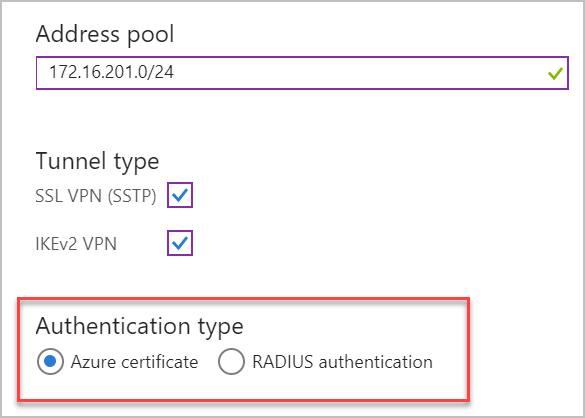 Address pool
172.16.201.0/24
Tunnel type
SSL VPN (SSTP)
IKEv2 VPN
Authentication type
Azure certificate RADIUS authentication